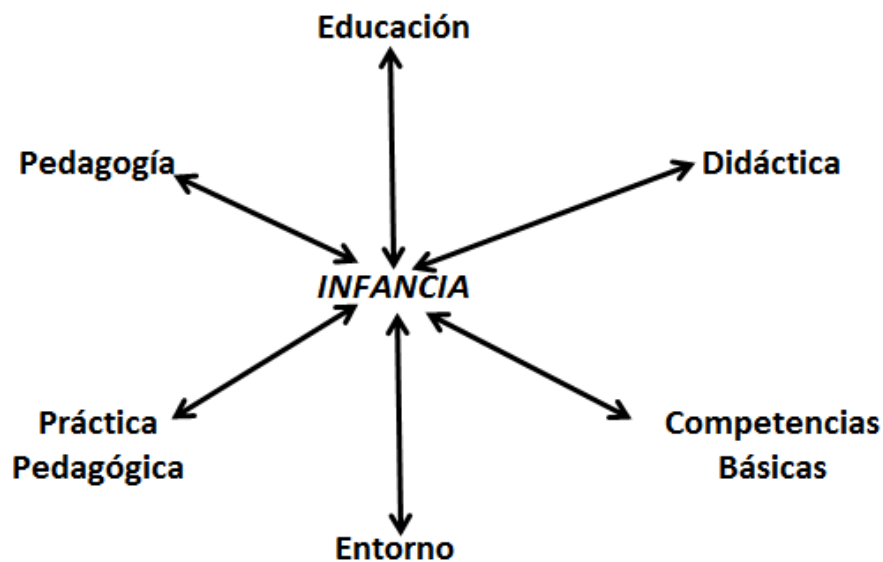 Educación
Pedagogía
Didáctica
INFANCIA
Práctica
Pedagógica
Competencias
Básicas
Entorno